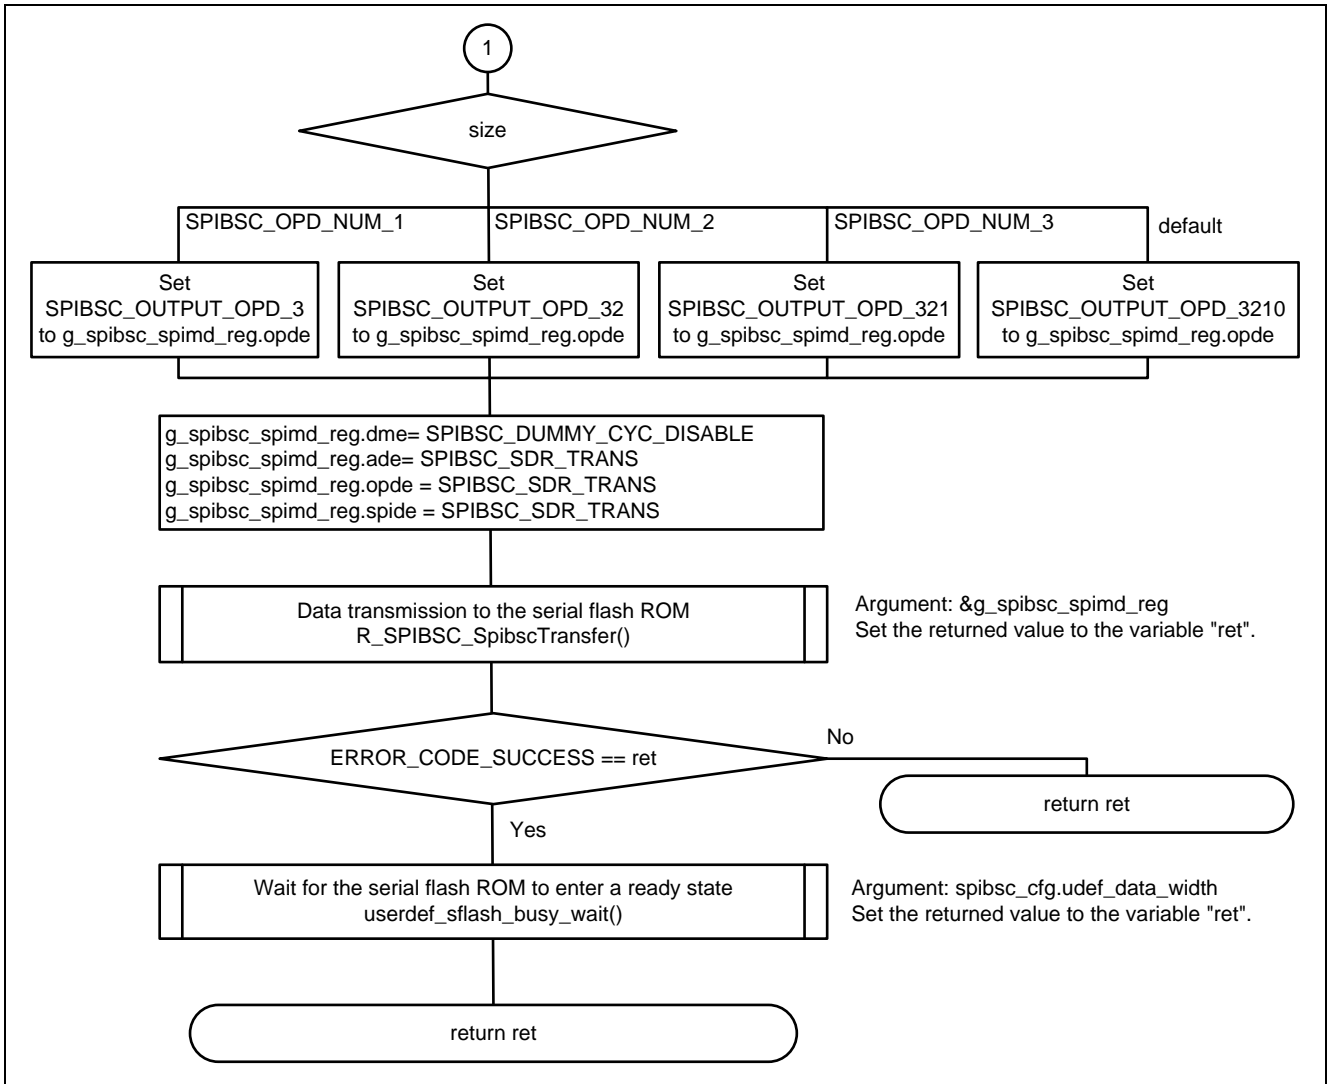 1
size
SPIBSC_OPD_NUM_1
SPIBSC_OPD_NUM_2
SPIBSC_OPD_NUM_3
default
Set
SPIBSC_OUTPUT_OPD_3
to g_spibsc_spimd_reg.opde
Set
SPIBSC_OUTPUT_OPD_32
to g_spibsc_spimd_reg.opde
Set
SPIBSC_OUTPUT_OPD_321
to g_spibsc_spimd_reg.opde
Set
SPIBSC_OUTPUT_OPD_3210
to g_spibsc_spimd_reg.opde
g_spibsc_spimd_reg.dme= SPIBSC_DUMMY_CYC_DISABLE
g_spibsc_spimd_reg.ade= SPIBSC_SDR_TRANS
g_spibsc_spimd_reg.opde = SPIBSC_SDR_TRANS
g_spibsc_spimd_reg.spide = SPIBSC_SDR_TRANS
Data transmission to the serial flash ROM
R_SPIBSC_SpibscTransfer()
Argument: &g_spibsc_spimd_reg
Set the returned value to the variable "ret".
ERROR_CODE_SUCCESS == ret
No
return ret
Yes
Wait for the serial flash ROM to enter a ready state
userdef_sflash_busy_wait()
Argument: spibsc_cfg.udef_data_width
Set the returned value to the variable "ret".
return ret